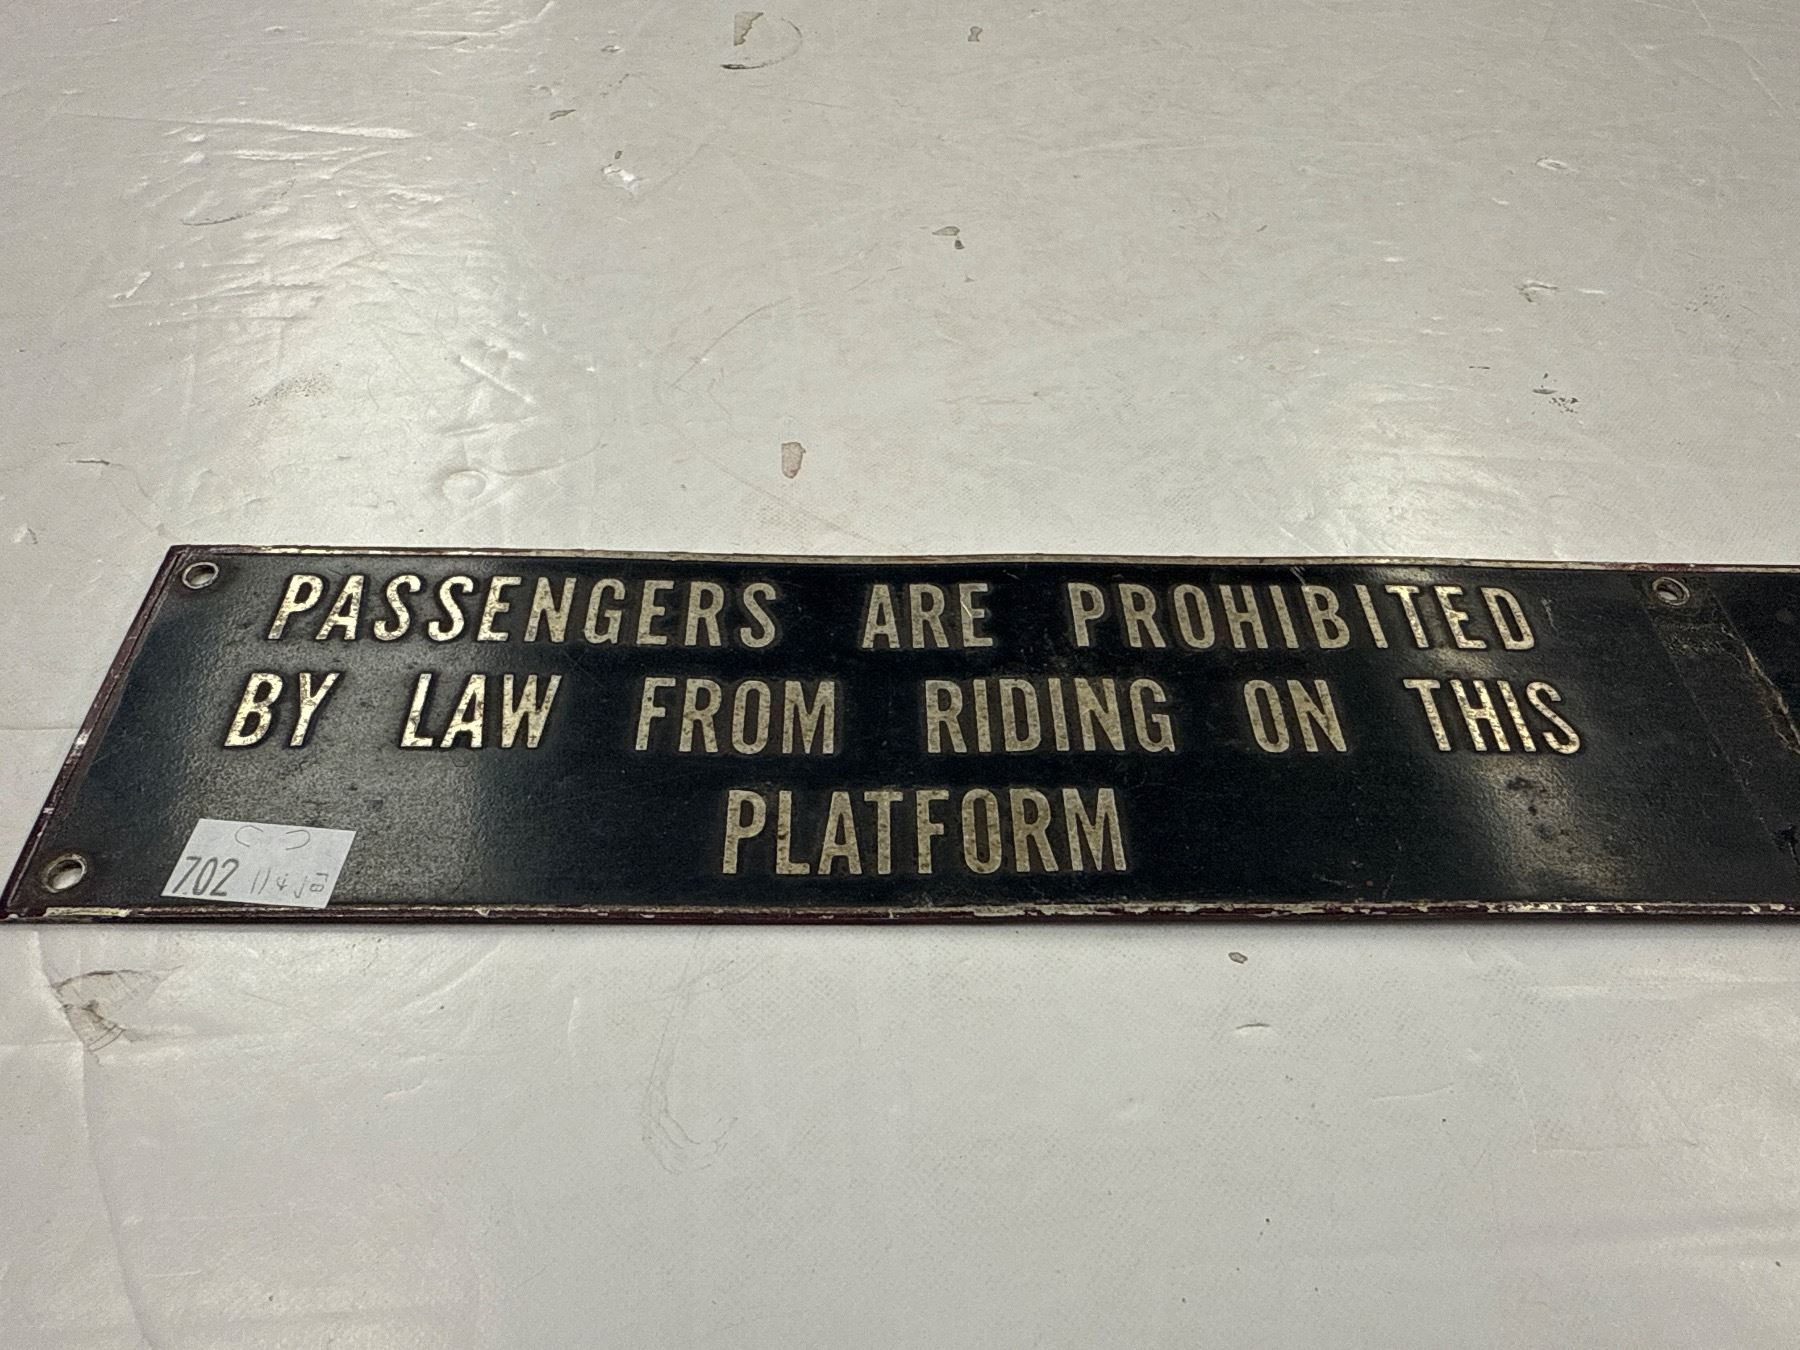 PASSENGERS ARE PROHIBITED
BY LAW FROM RIDING ON THIS
PLATFORM
702